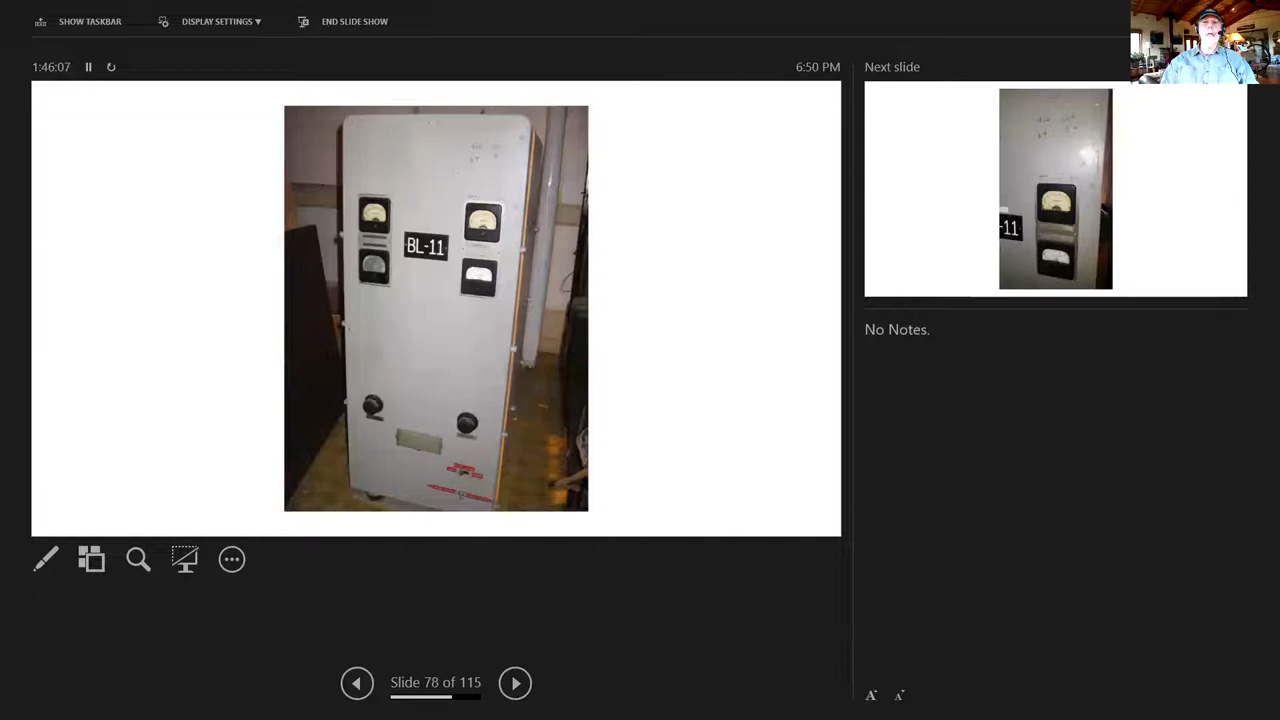 SHOW TASKBAR
DISPLAY SETTINGS ▼
END SLIDE SHOW
1:46:07
6:50 PM
Next slide
BL-11
-11
No Notes.
Slide 78 of 115
A
A